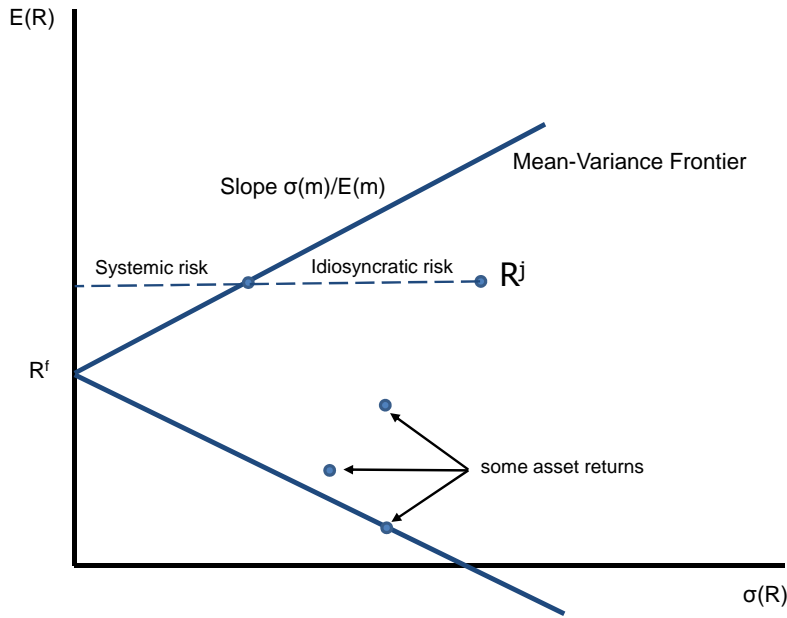 E(R)
Mean-Variance Frontier
Slope σ(m)/E(m)
Systemic risk
Idiosyncratic risk
Rʲ
Rᶠ
some asset returns
σ(R)